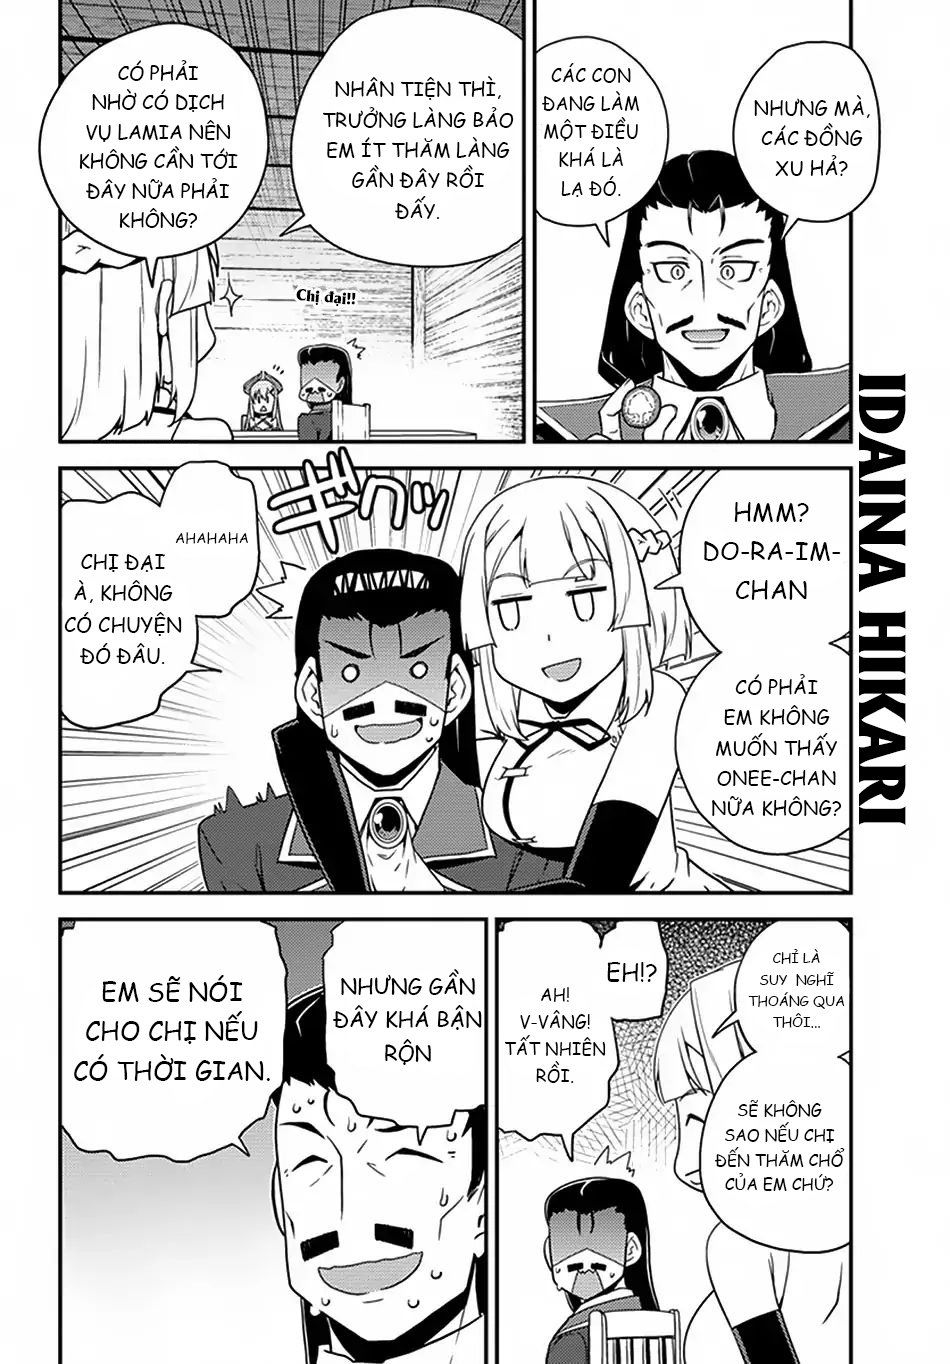 NHƯNG MÀ,
CÁC ĐỒNG
XU HẢ?
CÁC CON
ĐANG LÀM
MỘT ĐIỀU
KHÁ LÀ
LẠ ĐÓ.
NHÂN TIỆN THÌ,
TRƯỞNG LÀNG BẢO
EM ÍT THĂM LÀNG
GẦN ĐÂY RỒI
ĐẤY.
CÓ PHẢI
NHỜ CÓ DỊCH
VỤ LAMIA NÊN
KHÔNG CẦN TỚI
ĐÂY NỮA PHẢI
KHÔNG?
Chị đại!!
IDAINA HIKARI
HMM?
DO-RA-IM-
CHAN
CÓ PHẢI
EM KHÔNG
MUỐN THẤY
ONEE-CHAN
NỮA KHÔNG?
ギクッ
AHAHAHA
CHỊ ĐẠI
À, KHÔNG
CÓ CHUYỆN
ĐÓ ĐÂU.
CHỈ LÀ
SUY NGHĨ
THOÁNG QUA
THÔI...
SẼ KHÔNG
SAO NẾU CHỊ
ĐẾN THĂM CHỔ
CỦA EM CHỨ?
EH!?
AH!
V-VÂNG!
TẤT NHIÊN
RỒI.
NHƯNG GẦN
ĐÂY KHÁ BẬN
RỘN
EM SẼ NÓI
CHO CHỊ NẾU
CÓ THỜI GIAN.